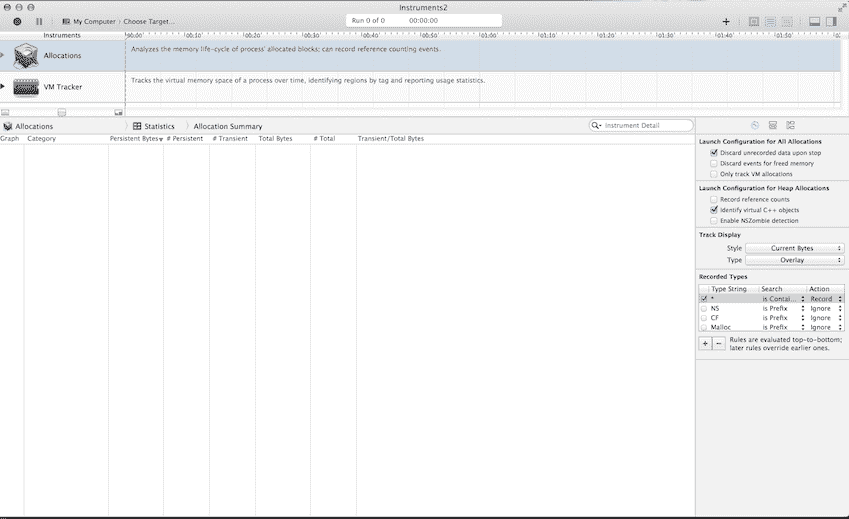 Instruments2
My Computer › Choose Target...
Run 0 of 0 00:00:00
Instruments
00:00 00:10 00:20 00:30 00:40 00:50 01:00 01:10 01:20 01:30 01:40 01:50
Allocations
Analyzes the memory life-cycle of process' allocated blocks; can record reference counting events.
VM Tracker
Tracks the virtual memory space of a process over time, identifying regions by tag and reporting usage statistics.
Allocations Statistics Allocation Summary
Instrument Detail
Graph Category Persistent Bytes # Persistent # Transient Total Bytes # Total Transient/Total Bytes
Launch Configuration for All Allocations
Discard unrecorded data upon stop
Discard events for freed memory
Only track VM allocations
Launch Configuration for Heap Allocations
Record reference counts
Identify virtual C++ objects
Enable NSZombie detection
Track Display
Style Current Bytes
Type Overlay
Recorded Types
Type String Search Action
* is Contai... Record
NS is Prefix Ignore
CF is Prefix Ignore
Malloc is Prefix Ignore
+ − Rules are evaluated top-to-bottom;
later rules override earlier ones.